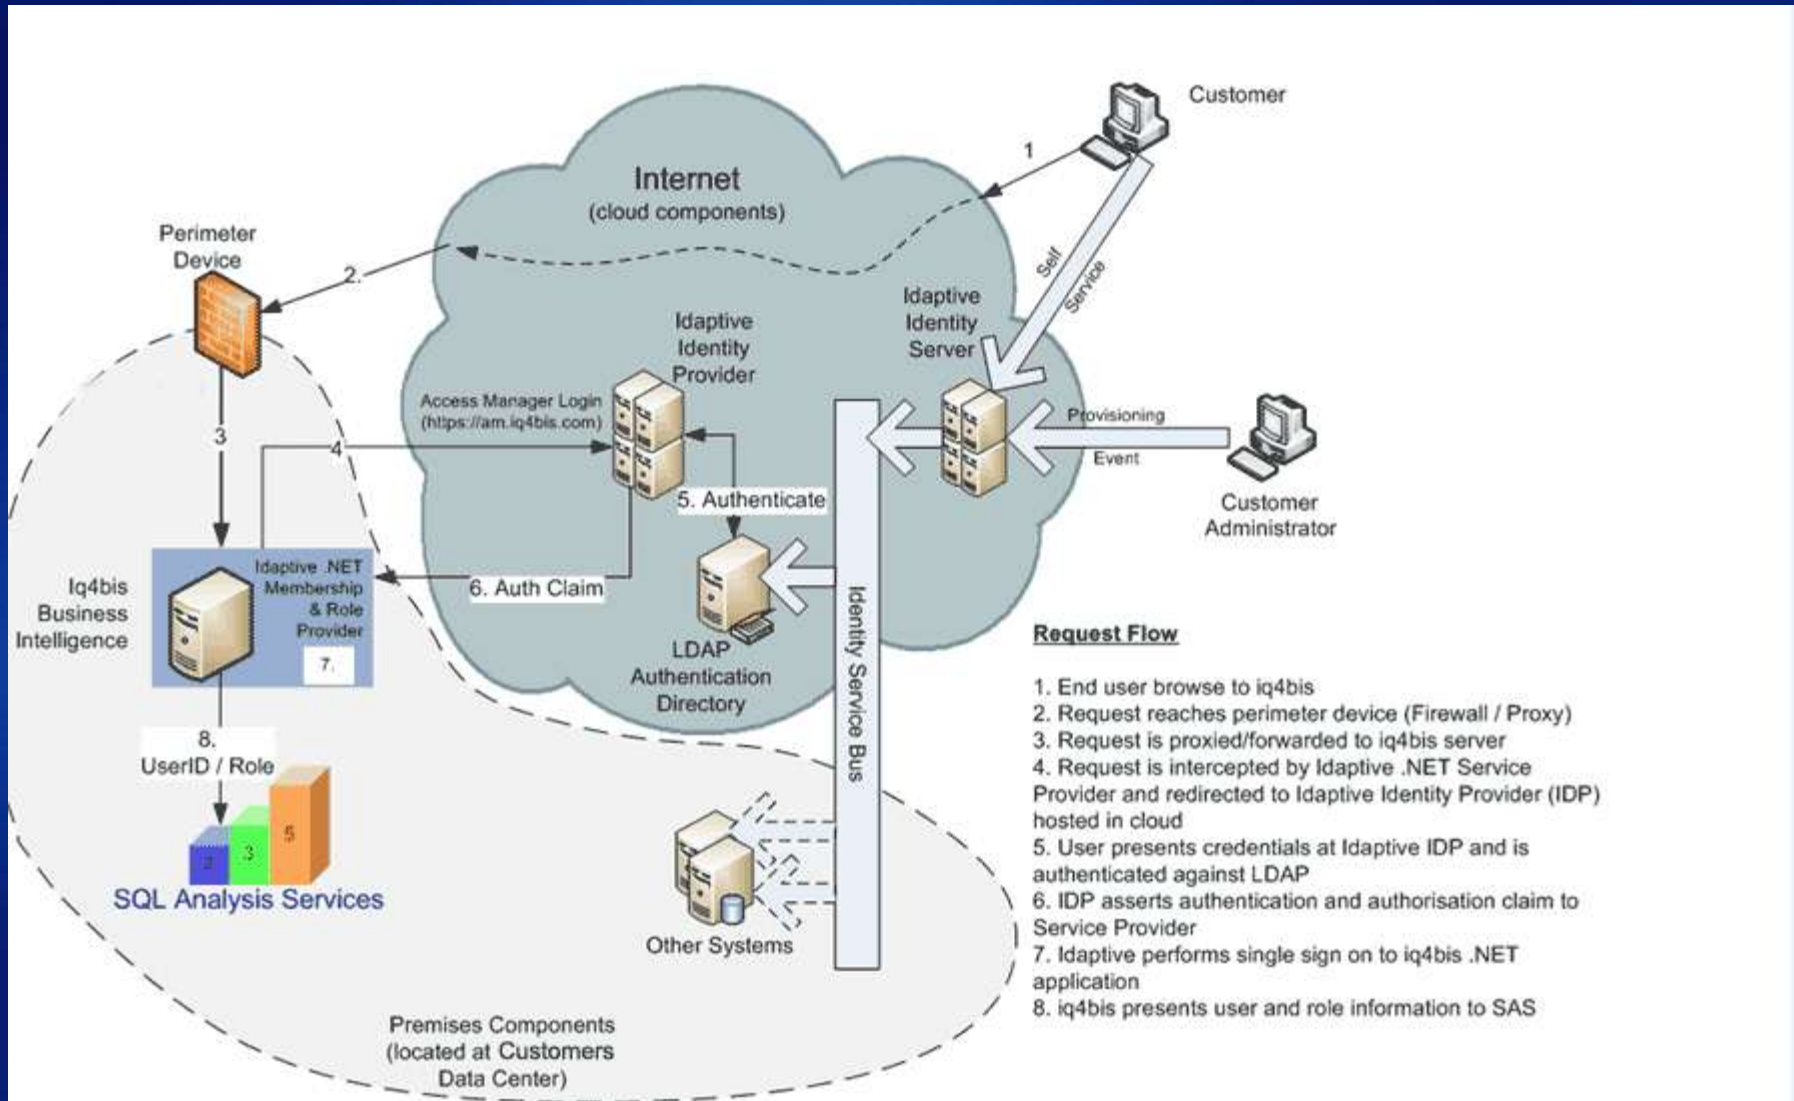 Customer
1
Internet
(cloud components)
Perimeter
Device
2.
Self
Service
Idaptive
Identity
Server
Idaptive
Identity
Provider
Access Manager Login
(https://am.iq4bis.com)
Provisioning
Event
3
4
5. Authenticate
Customer
Administrator
Iq4bis
Business
Intelligence
Idaptive .NET
Membership
& Role
Provider
7.
6. Auth Claim
LDAP
Authentication
Directory
Identity Service Bus
8.
UserID / Role
2
3
5
SQL Analysis Services
Other Systems
Premises Components
(located at Customers
Data Center)
Request Flow
1. End user browse to iq4bis
2. Request reaches perimeter device (Firewall / Proxy)
3. Request is proxied/forwarded to iq4bis server
4. Request is intercepted by Idaptive .NET Service
Provider and redirected to Idaptive Identity Provider (IDP)
hosted in cloud
5. User presents credentials at Idaptive IDP and is
authenticated against LDAP
6. IDP asserts authentication and authorisation claim to
Service Provider
7. Idaptive performs single sign on to iq4bis .NET
application
8. iq4bis presents user and role information to SAS